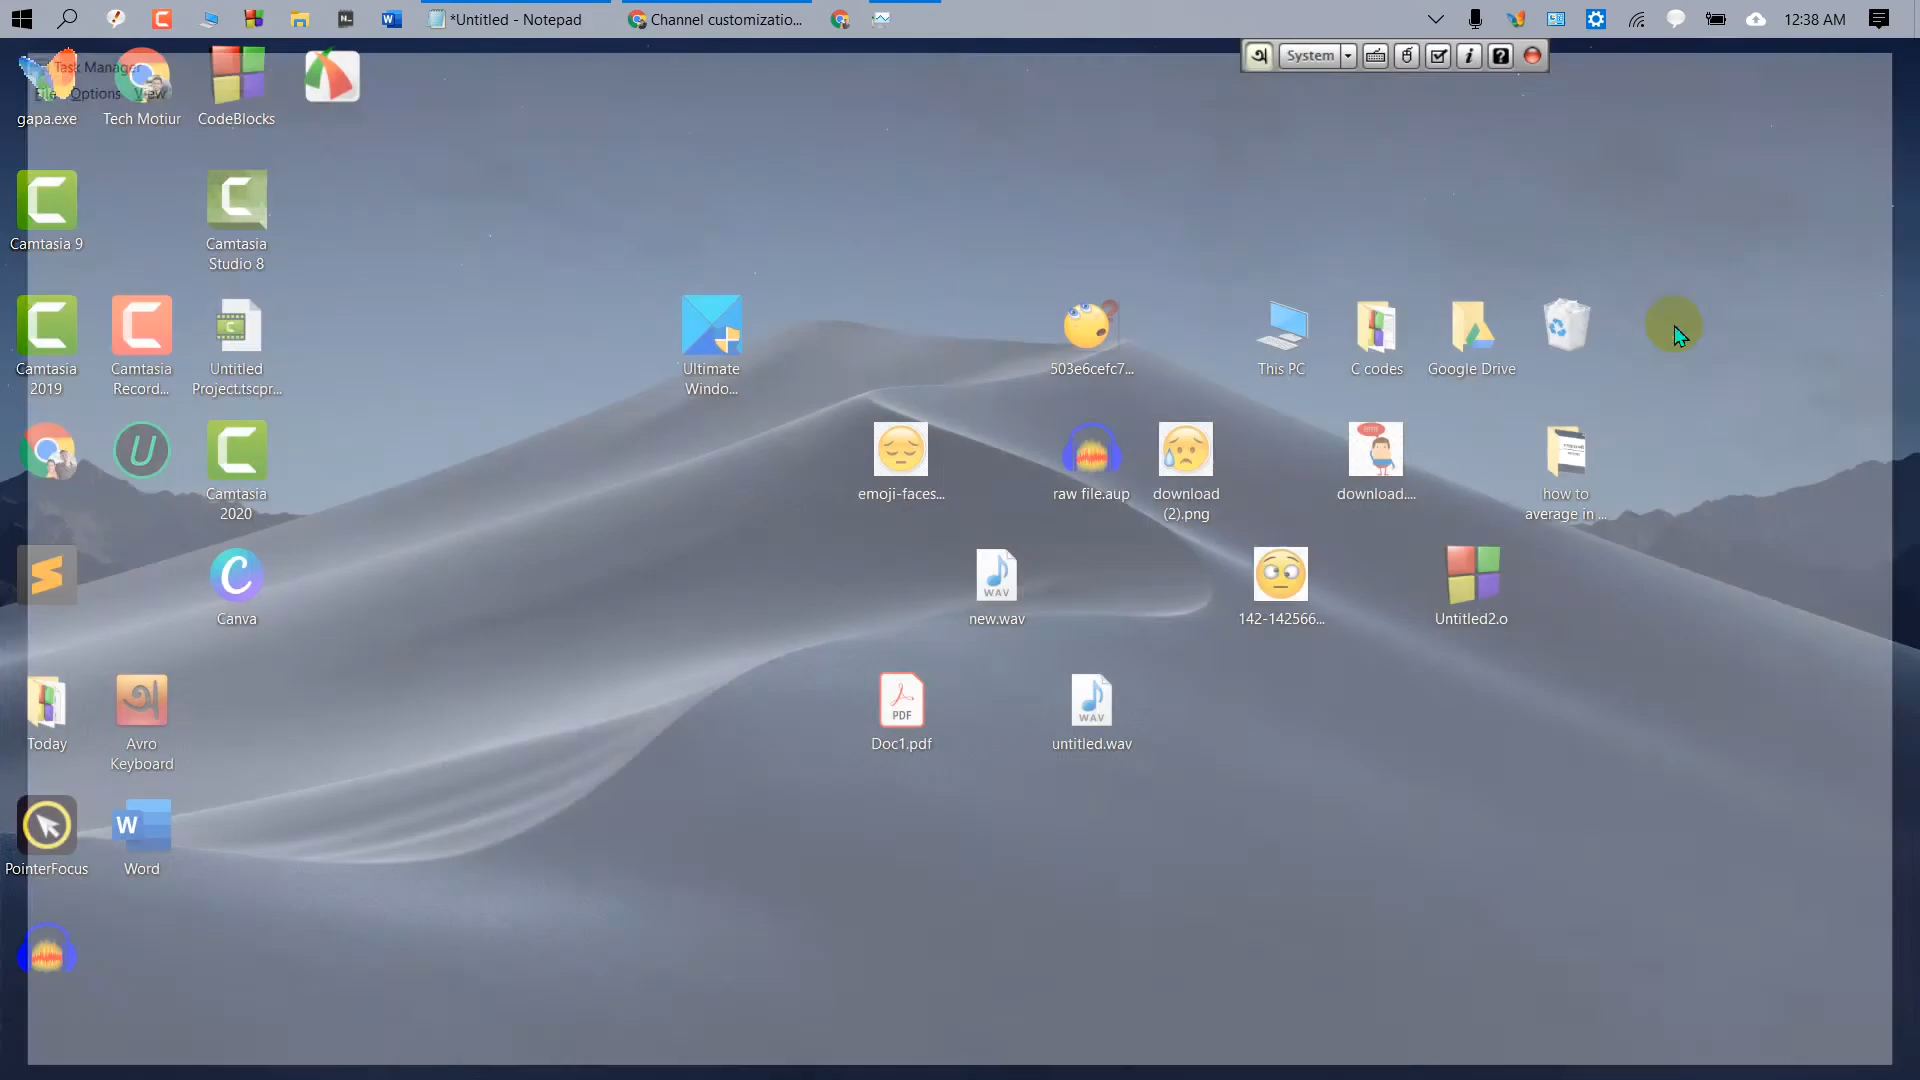 *Untitled - Notepad
Channel customizatio...
12:38 AM
অ
System
Task Manager
File Options View
gapa.exe
Tech Motiur
CodeBlocks
Camtasia 9
Camtasia
Studio 8
Camtasia
2019
Camtasia
Record...
Untitled
Project.tscpr...
Ultimate
Windo...
503e6cefc7...
This PC
C codes
Google Drive
Camtasia
2020
emoji-faces...
raw file.aup
download
(2).png
download....
how to
average in ...
Canva
WAV
new.wav
142-142566...
Untitled2.o
Today
অ
Avro
Keyboard
PDF
Doc1.pdf
WAV
untitled.wav
PointerFocus
W
Word